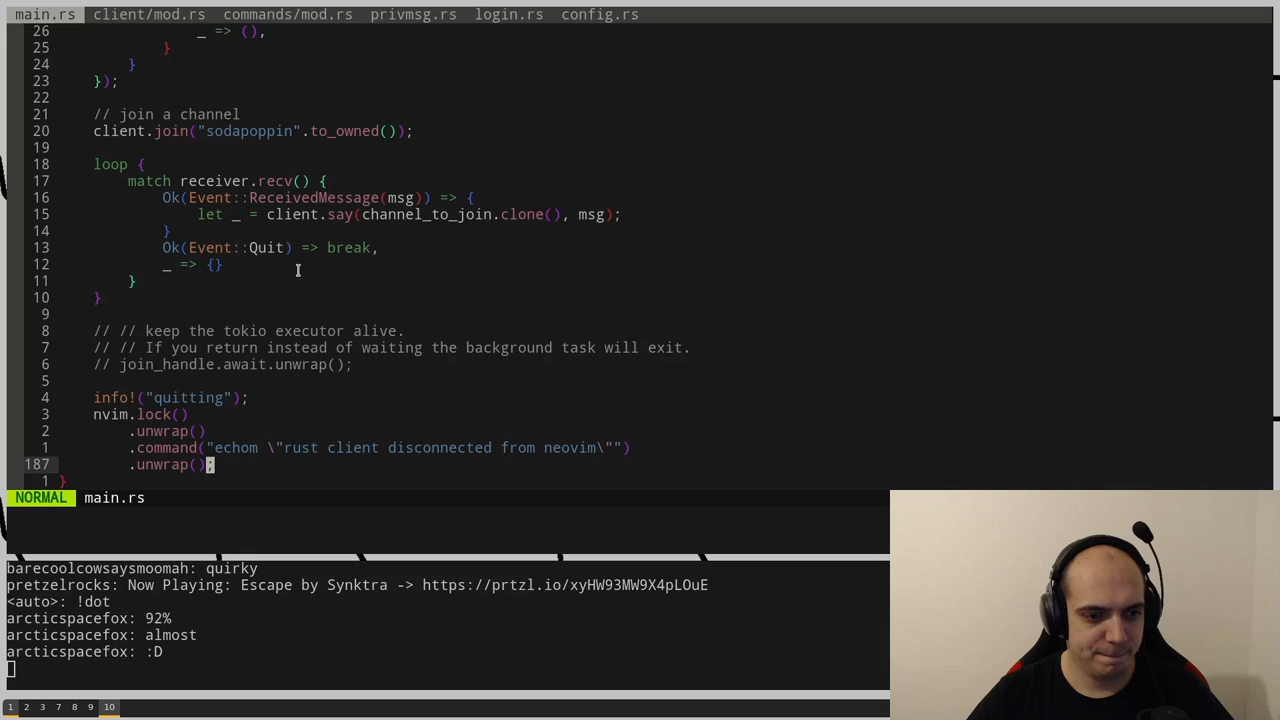 main.rs client/mod.rs commands/mod.rs privmsg.rs login.rs config.rs
26 _ => (),
25 }
24 }
23 });
22
21 // join a channel
20 client.join("sodapoppin".to_owned());
19
18 loop {
17 match receiver.recv() {
16 Ok(Event::ReceivedMessage(msg)) => {
15 let _ = client.say(channel_to_join.clone(), msg);
14 }
13 Ok(Event::Quit) => break,
12 _ => {}
11 }
10 }
9
8 // // keep the tokio executor alive.
7 // // If you return instead of waiting the background task will exit.
6 // join_handle.await.unwrap();
5
4 info!("quitting");
3 nvim.lock()
2 .unwrap()
1 .command("echom \"rust client disconnected from neovim\"")
187 .unwrap();
1 }
NORMAL main.rs
barecoolcowsaysmoomah: quirky
pretzelrocks: Now Playing: Escape by Synktra -> https://prtzl.io/xyHW93MW9X4pLOuE
<auto>: !dot
arcticspacefox: 92%
arcticspacefox: almost
arcticspacefox: :D
1 2 3 7 8 9 10